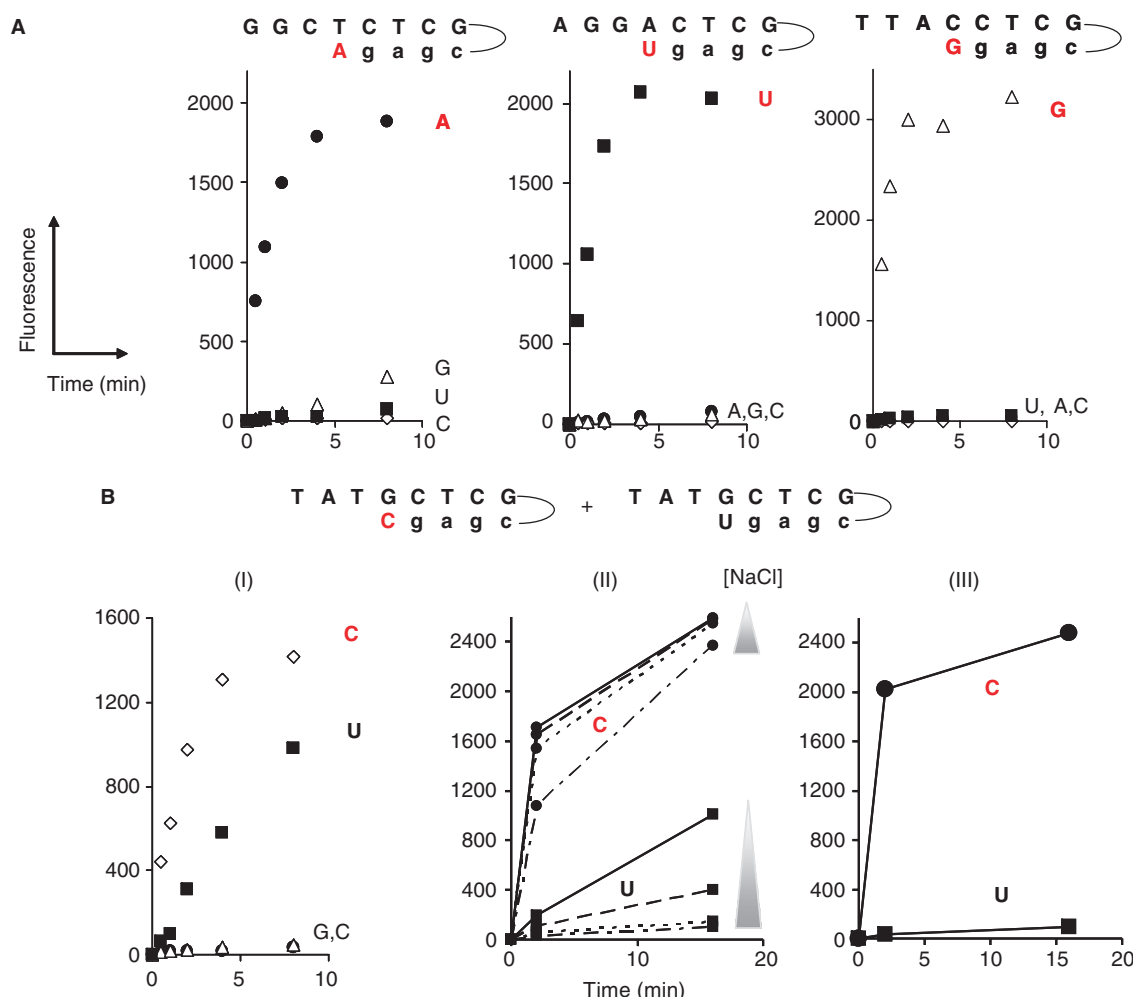 A
G G C T C T C G
A g a g c
A G G A C T C G
U g a g c
T T A C C T C G
G g a g c
Fluorescence
Time (min)
2000
1500
1000
500
0
0 5 10
A
G
U
C
2000
1500
1000
500
0
0 5 10
U
A,G,C
3000
2000
1000
0
0 5 10
G
U, A,C
B
T A T G C T C G
C g a g c
+
T A T G C T C G
U g a g c
(I)
1600
1200
800
400
0
0 5 10
C
U
G,C
(II)
[NaCl]
2400
2000
1600
1200
800
400
0
0 10 20
C
U
Time (min)
(III)
2400
2000
1600
1200
800
400
0
0 5 10 15 20
C
U